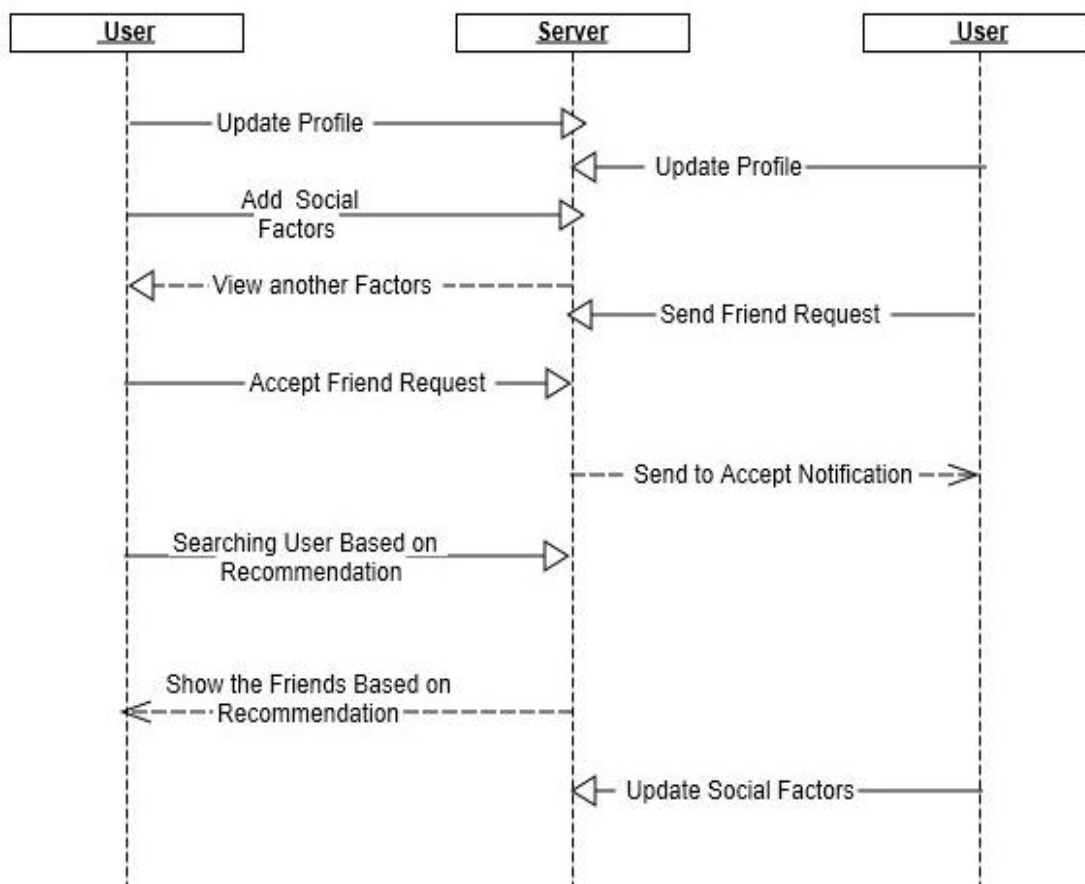 User
Server
User
Update Profile
Update Profile
Add Social
Factors
View another Factors
Send Friend Request
Accept Friend Request
Send to Accept Notification
Searching User Based on
Recommendation
Show the Friends Based on
Recommendation
Update Social Factors